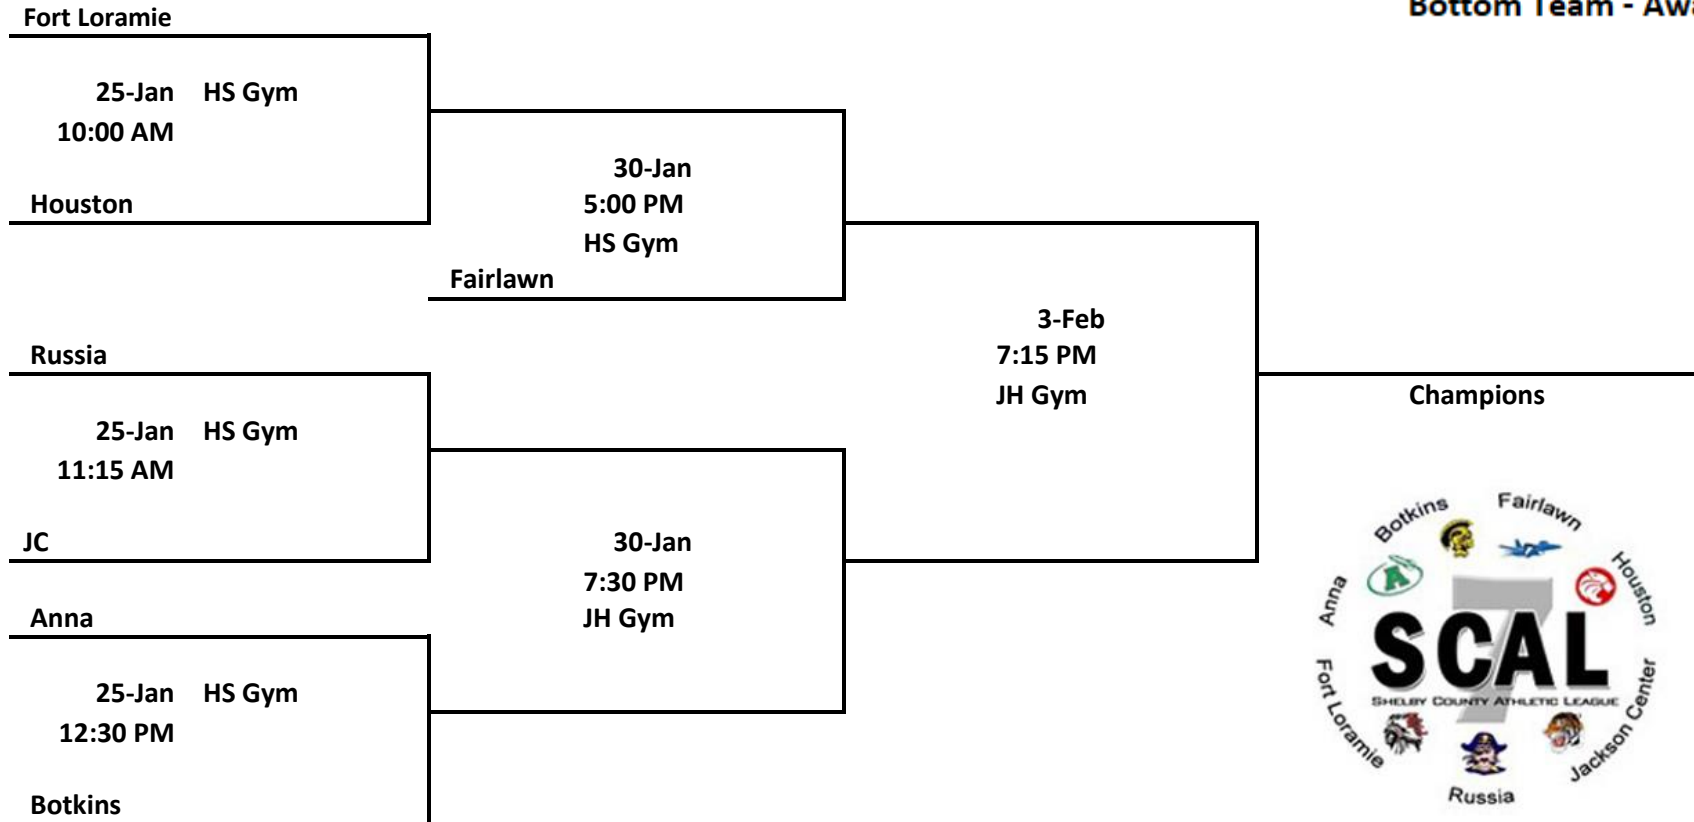 Fort Loramie
Bottom Team - Awa
25-Jan HS Gym
10:00 AM
30-Jan
Houston
5:00 PM
HS Gym
Fairlawn
3-Feb
Russia
7:15 PM
JH Gym
Champions
25-Jan HS Gym
11:15 AM
JC
30-Jan
7:30 PM
Anna
JH Gym
25-Jan HS Gym
12:30 PM
Botkins
Botkins
Fairlawn
Houston
Anna
A
7
SCAL
SHELBY COUNTY ATHLETIC LEAGUE
Fort Loramie
Jackson Center
Russia